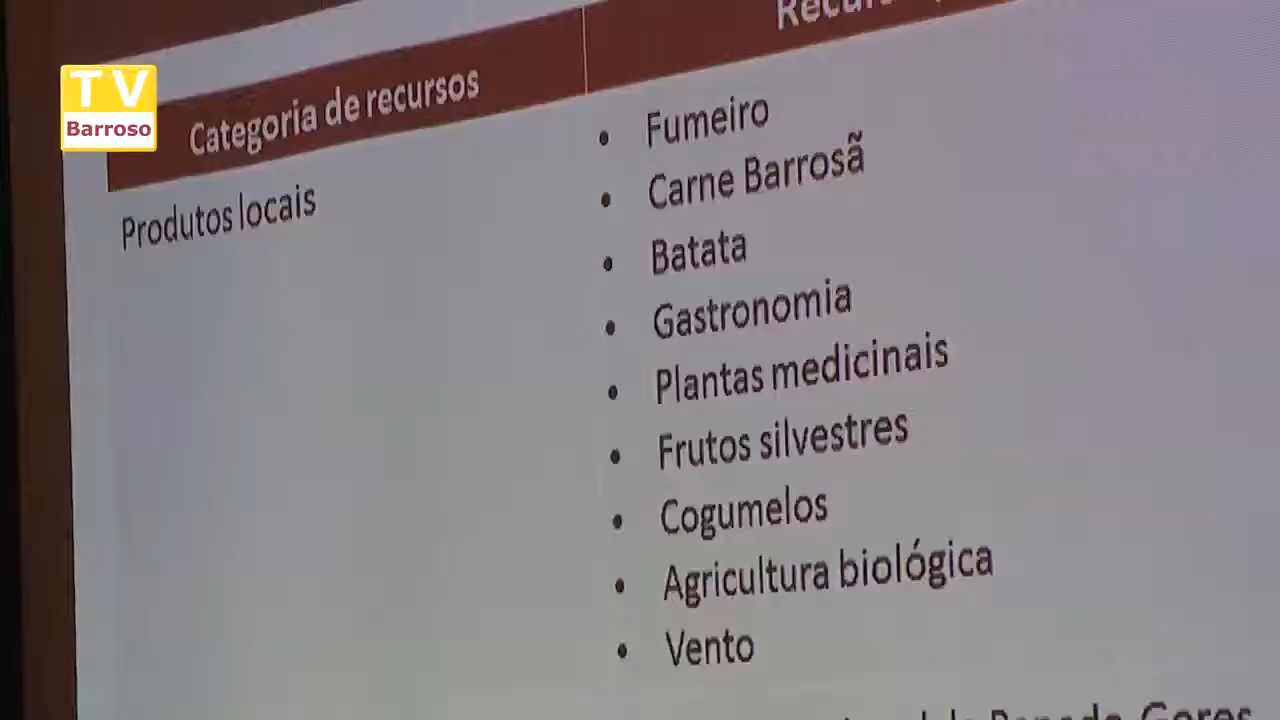 TV
Barroso
Categoria de recursos
Produtos locais
• Fumeiro
• Carne Barrosã
• Batata
• Gastronomia
• Plantas medicinais
• Frutos silvestres
• Cogumelos
• Agricultura biológica
• Vento